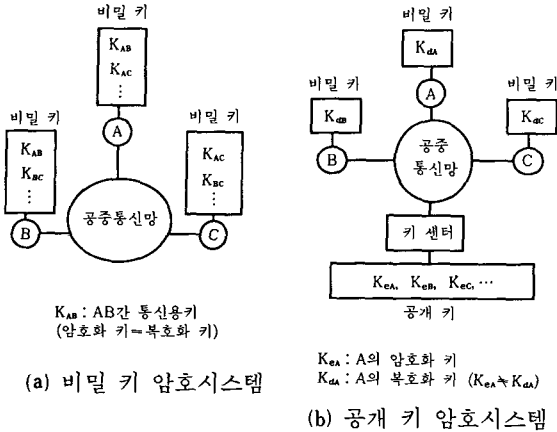 비밀 키
K_AB
K_AC
⋮
A
비밀 키
K_AB
K_BC
⋮
B
비밀 키
K_AC
K_BC
⋮
C
공중통신망
K_AB : AB간 통신용키
(암호화 키=복호화 키)
(a) 비밀 키 암호시스템
비밀 키
K_dA
A
비밀 키
K_dB
B
비밀 키
K_dC
C
공중
통신망
키 센터
K_eA, K_eB, K_eC, ⋯
공개 키
K_eA : A의 암호화 키
K_dA : A의 복호화 키 (K_eA≒K_dA)
(b) 공개 키 암호시스템